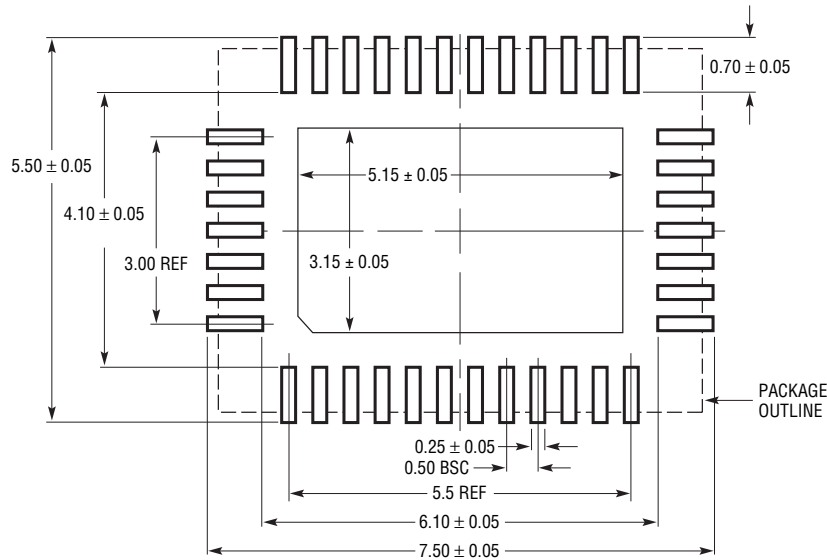 0.70 ± 0.05
5.50 ± 0.05
5.15 ± 0.05
4.10 ± 0.05
3.00 REF
3.15 ± 0.05
PACKAGE
OUTLINE
0.25 ± 0.05
0.50 BSC
5.5 REF
6.10 ± 0.05
7.50 ± 0.05